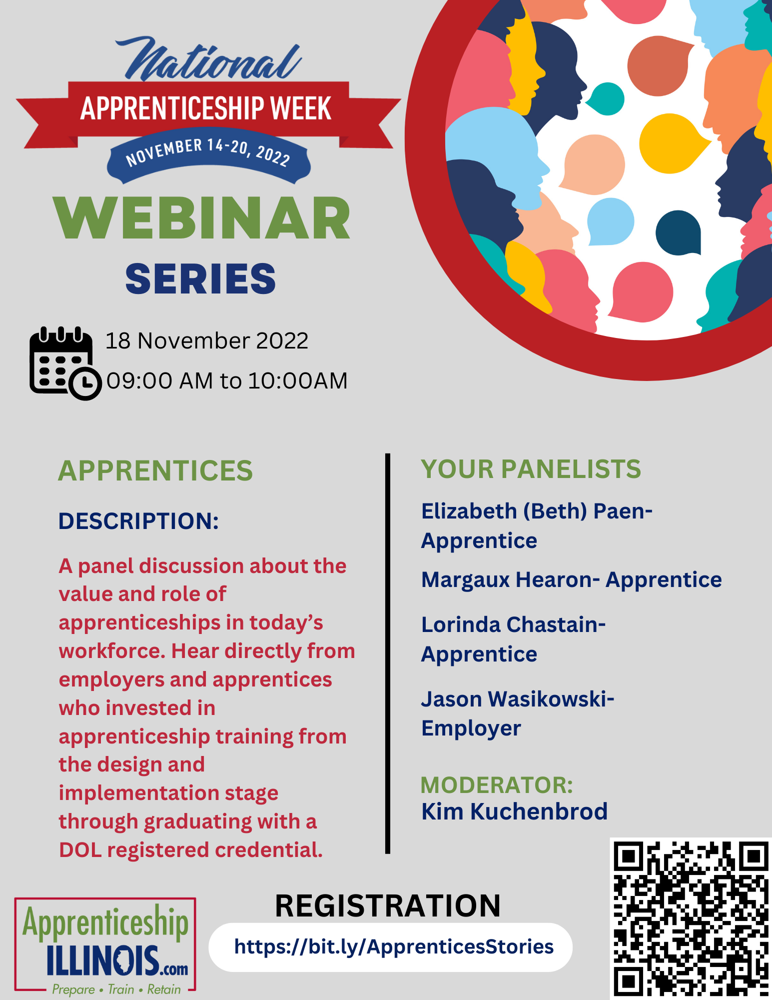 National
APPRENTICESHIP WEEK
NOVEMBER 14-20, 2022
WEBINAR
SERIES
18 November 2022
09:00 AM to 10:00AM
APPRENTICES
DESCRIPTION:
A panel discussion about the
value and role of
apprenticeships in today’s
workforce. Hear directly from
employers and apprentices
who invested in
apprenticeship training from
the design and
implementation stage
through graduating with a
DOL registered credential.
YOUR PANELISTS
Elizabeth (Beth) Paen-
Apprentice
Margaux Hearon- Apprentice
Lorinda Chastain-
Apprentice
Jason Wasikowski-
Employer
MODERATOR:
Kim Kuchenbrod
REGISTRATION
https://bit.ly/ApprenticesStories
Apprenticeship
ILLINOIS.com
Prepare • Train • Retain